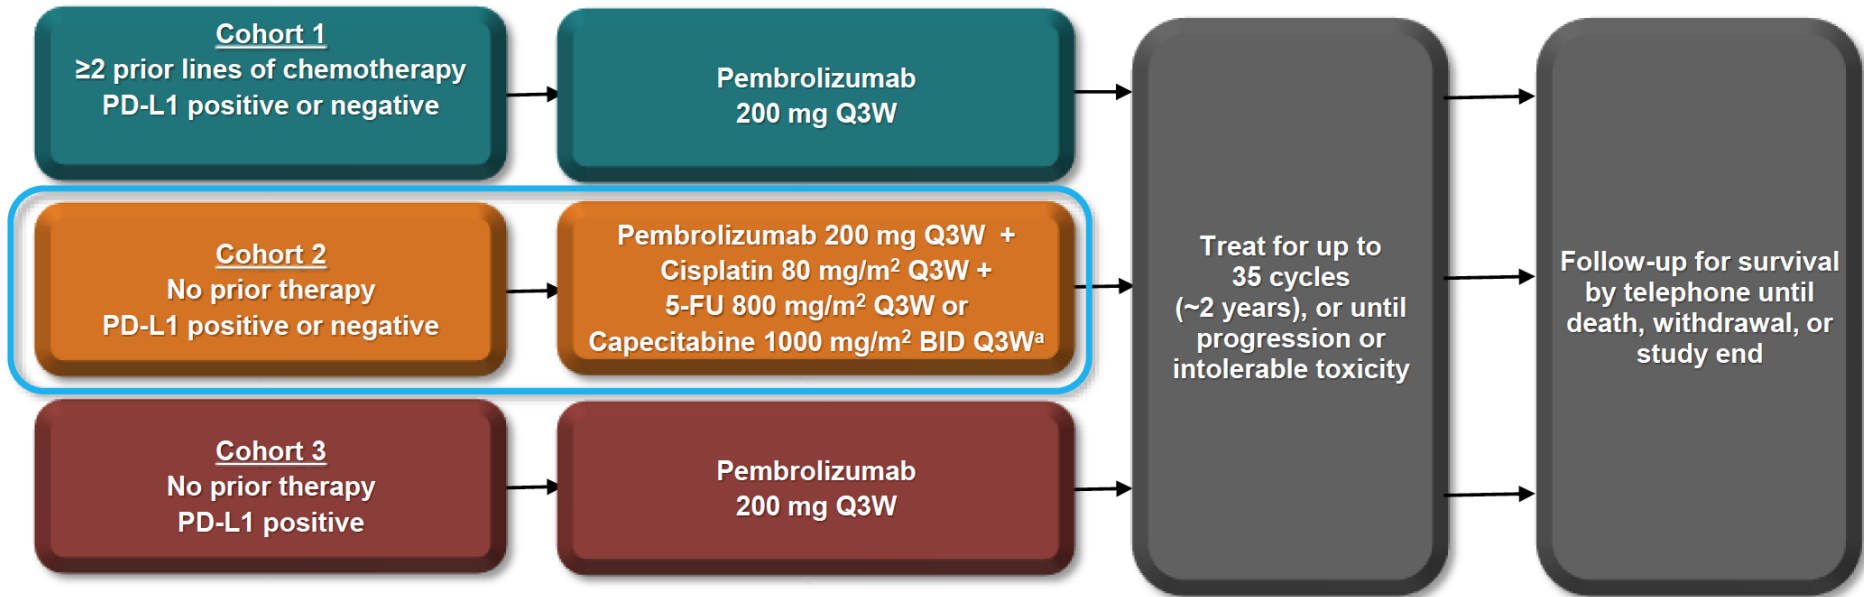 Cohort 1
≥2 prior lines of chemotherapy
PD-L1 positive or negative
Pembrolizumab
200 mg Q3W
Cohort 2
No prior therapy
PD-L1 positive or negative
Pembrolizumab 200 mg Q3W +
Cisplatin 80 mg/m² Q3W +
5-FU 800 mg/m² Q3W or
Capecitabine 1000 mg/m² BID Q3Wᵃ
Cohort 3
No prior therapy
PD-L1 positive
Pembrolizumab
200 mg Q3W
Treat for up to
35 cycles
(~2 years), or until
progression or
intolerable toxicity
Follow-up for survival
by telephone until
death, withdrawal, or
study end